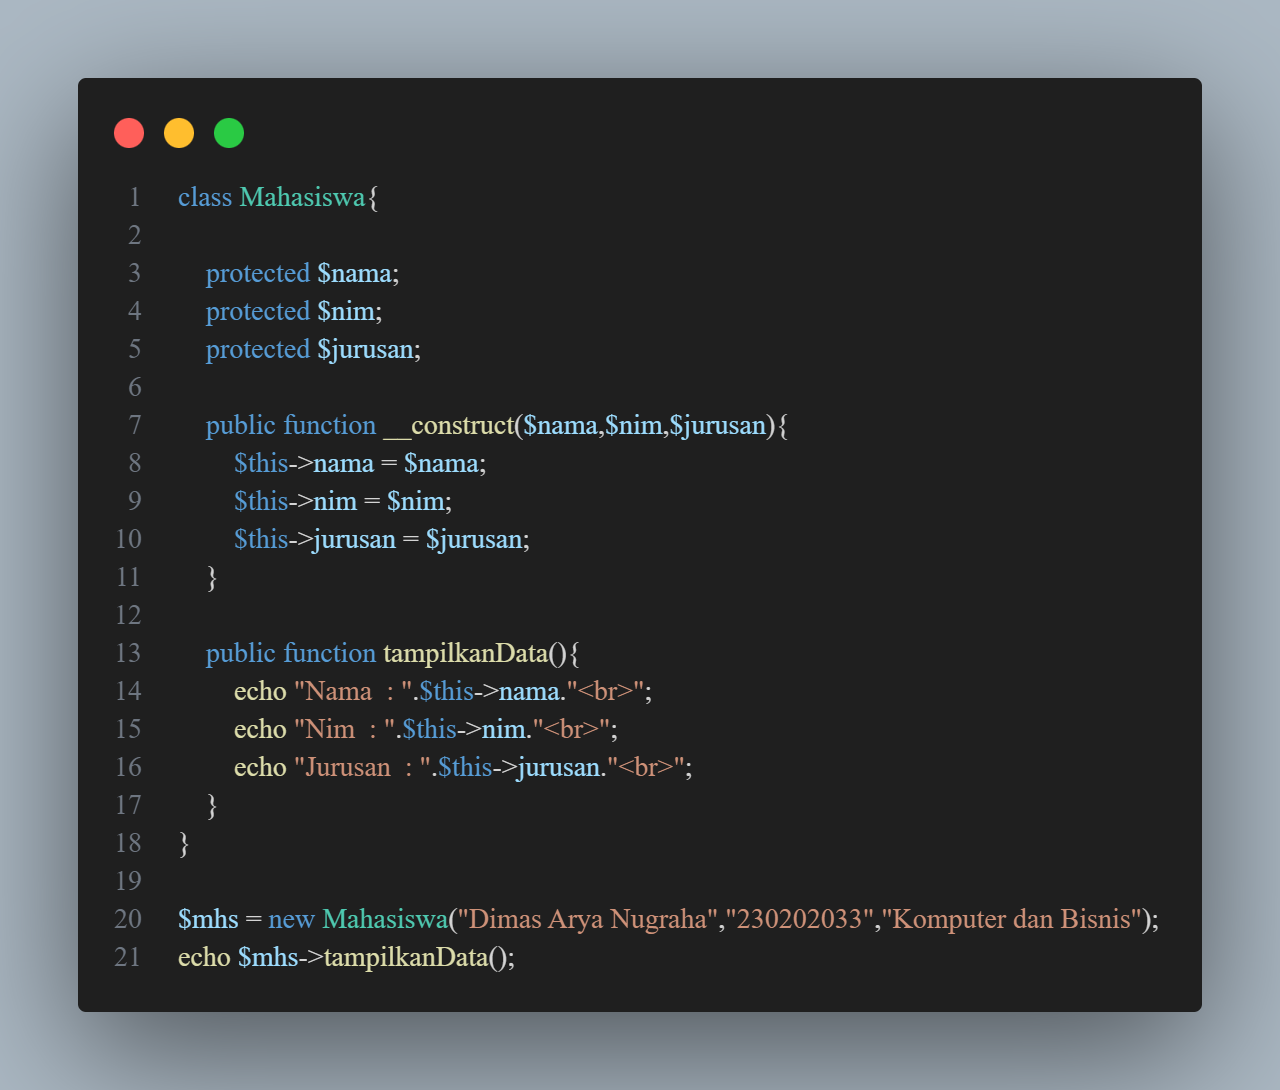 1 class Mahasiswa{
2
3 protected $nama;
4 protected $nim;
5 protected $jurusan;
6
7 public function __construct($nama,$nim,$jurusan){
8 $this->nama = $nama;
9 $this->nim = $nim;
10 $this->jurusan = $jurusan;
11 }
12
13 public function tampilkanData(){
14 echo "Nama  : ".$this->nama."<br>";
15 echo "Nim  : ".$this->nim."<br>";
16 echo "Jurusan  : ".$this->jurusan."<br>";
17 }
18 }
19
20 $mhs = new Mahasiswa("Dimas Arya Nugraha","230202033","Komputer dan Bisnis");
21 echo $mhs->tampilkanData();